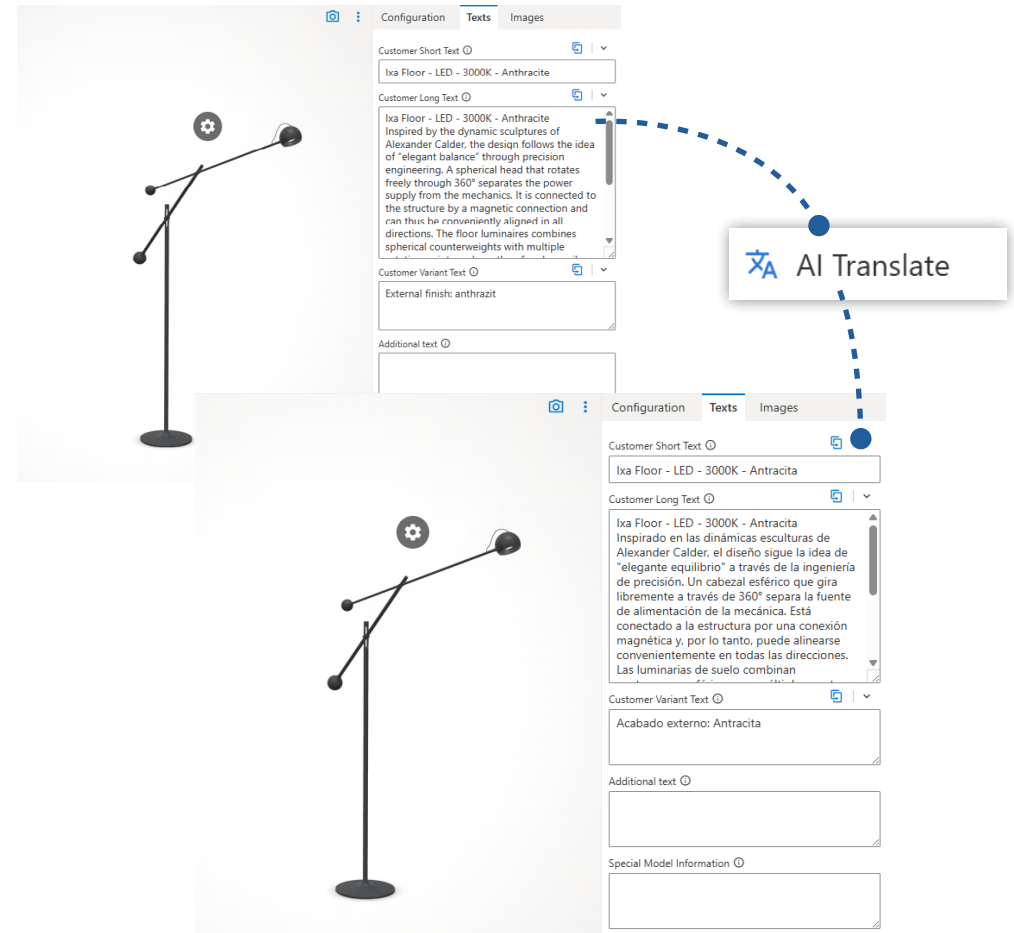 Configuration
Texts
Images
Customer Short Text
Ixa Floor - LED - 3000K - Anthracite
Customer Long Text
Ixa Floor - LED - 3000K - Anthracite
Inspired by the dynamic sculptures of
Alexander Calder, the design follows the idea
of "elegant balance" through precision
engineering. A spherical head that rotates
freely through 360° separates the power
supply from the mechanics. It is connected to
the structure by a magnetic connection and
can thus be conveniently aligned in all
directions. The floor luminaires combines
spherical counterweights with multiple
Customer Variant Text
External finish: anthrazit
Additional text
AI Translate
Configuration
Texts
Images
Customer Short Text
Ixa Floor - LED - 3000K - Antracita
Customer Long Text
Ixa Floor - LED - 3000K - Antracita
Inspirado en las dinámicas esculturas de
Alexander Calder, el diseño sigue la idea de
"elegante equilibrio" a través de la ingeniería
de precisión. Un cabezal esférico que gira
libremente a través de 360° separa la fuente
de alimentación de la mecánica. Está
conectado a la estructura por una conexión
magnética y, por lo tanto, puede alinearse
convenientemente en todas las direcciones.
Las luminarias de suelo combinan
Customer Variant Text
Acabado externo: Antracita
Additional text
Special Model Information